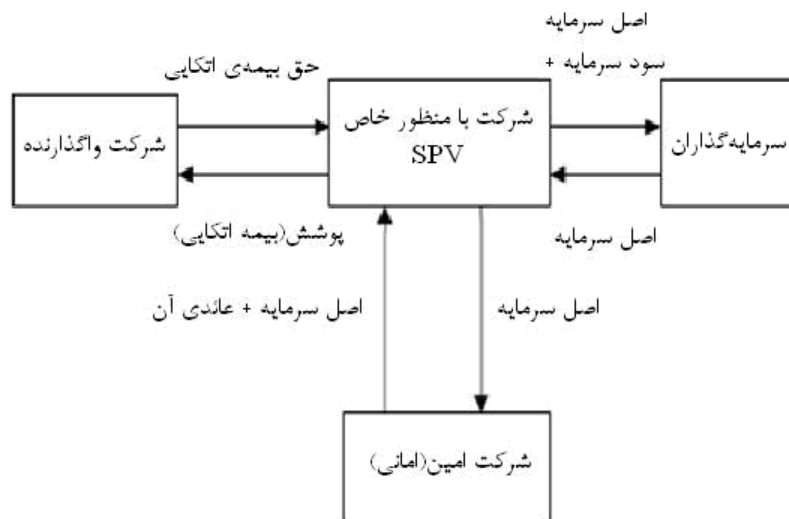 اصل سرمایه
سود سرمایه +
حق بیمه‌ی اتکایی
شرکت با منظور خاص
SPV
سرمایه‌گذاران
شرکت واگذارنده
پوشش(بیمه اتکایی)
اصل سرمایه
اصل سرمایه + عائدی آن
اصل سرمایه
شرکت امین(امانی)